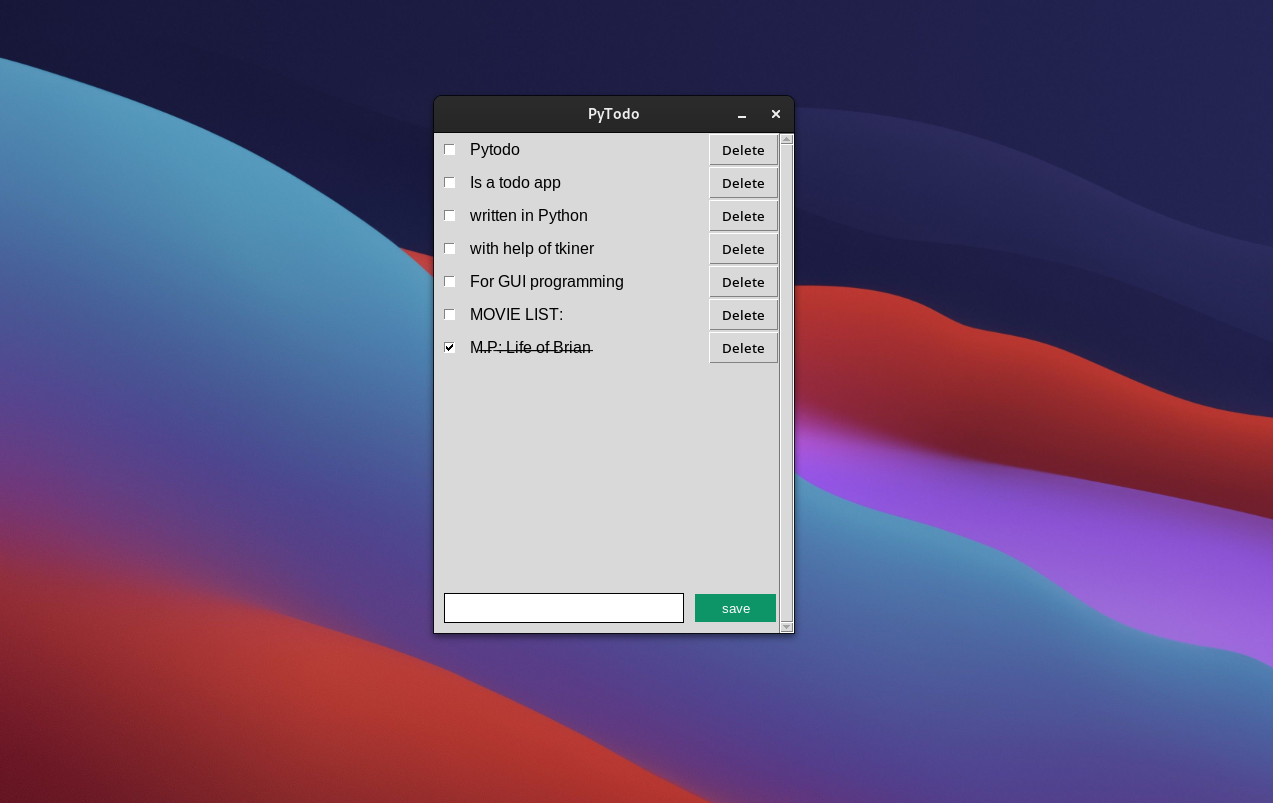 PyTodo
Pytodo Delete
Is a todo app Delete
written in Python Delete
with help of tkiner Delete
For GUI programming Delete
MOVIE LIST: Delete
M.P: Life of Brian Delete
save